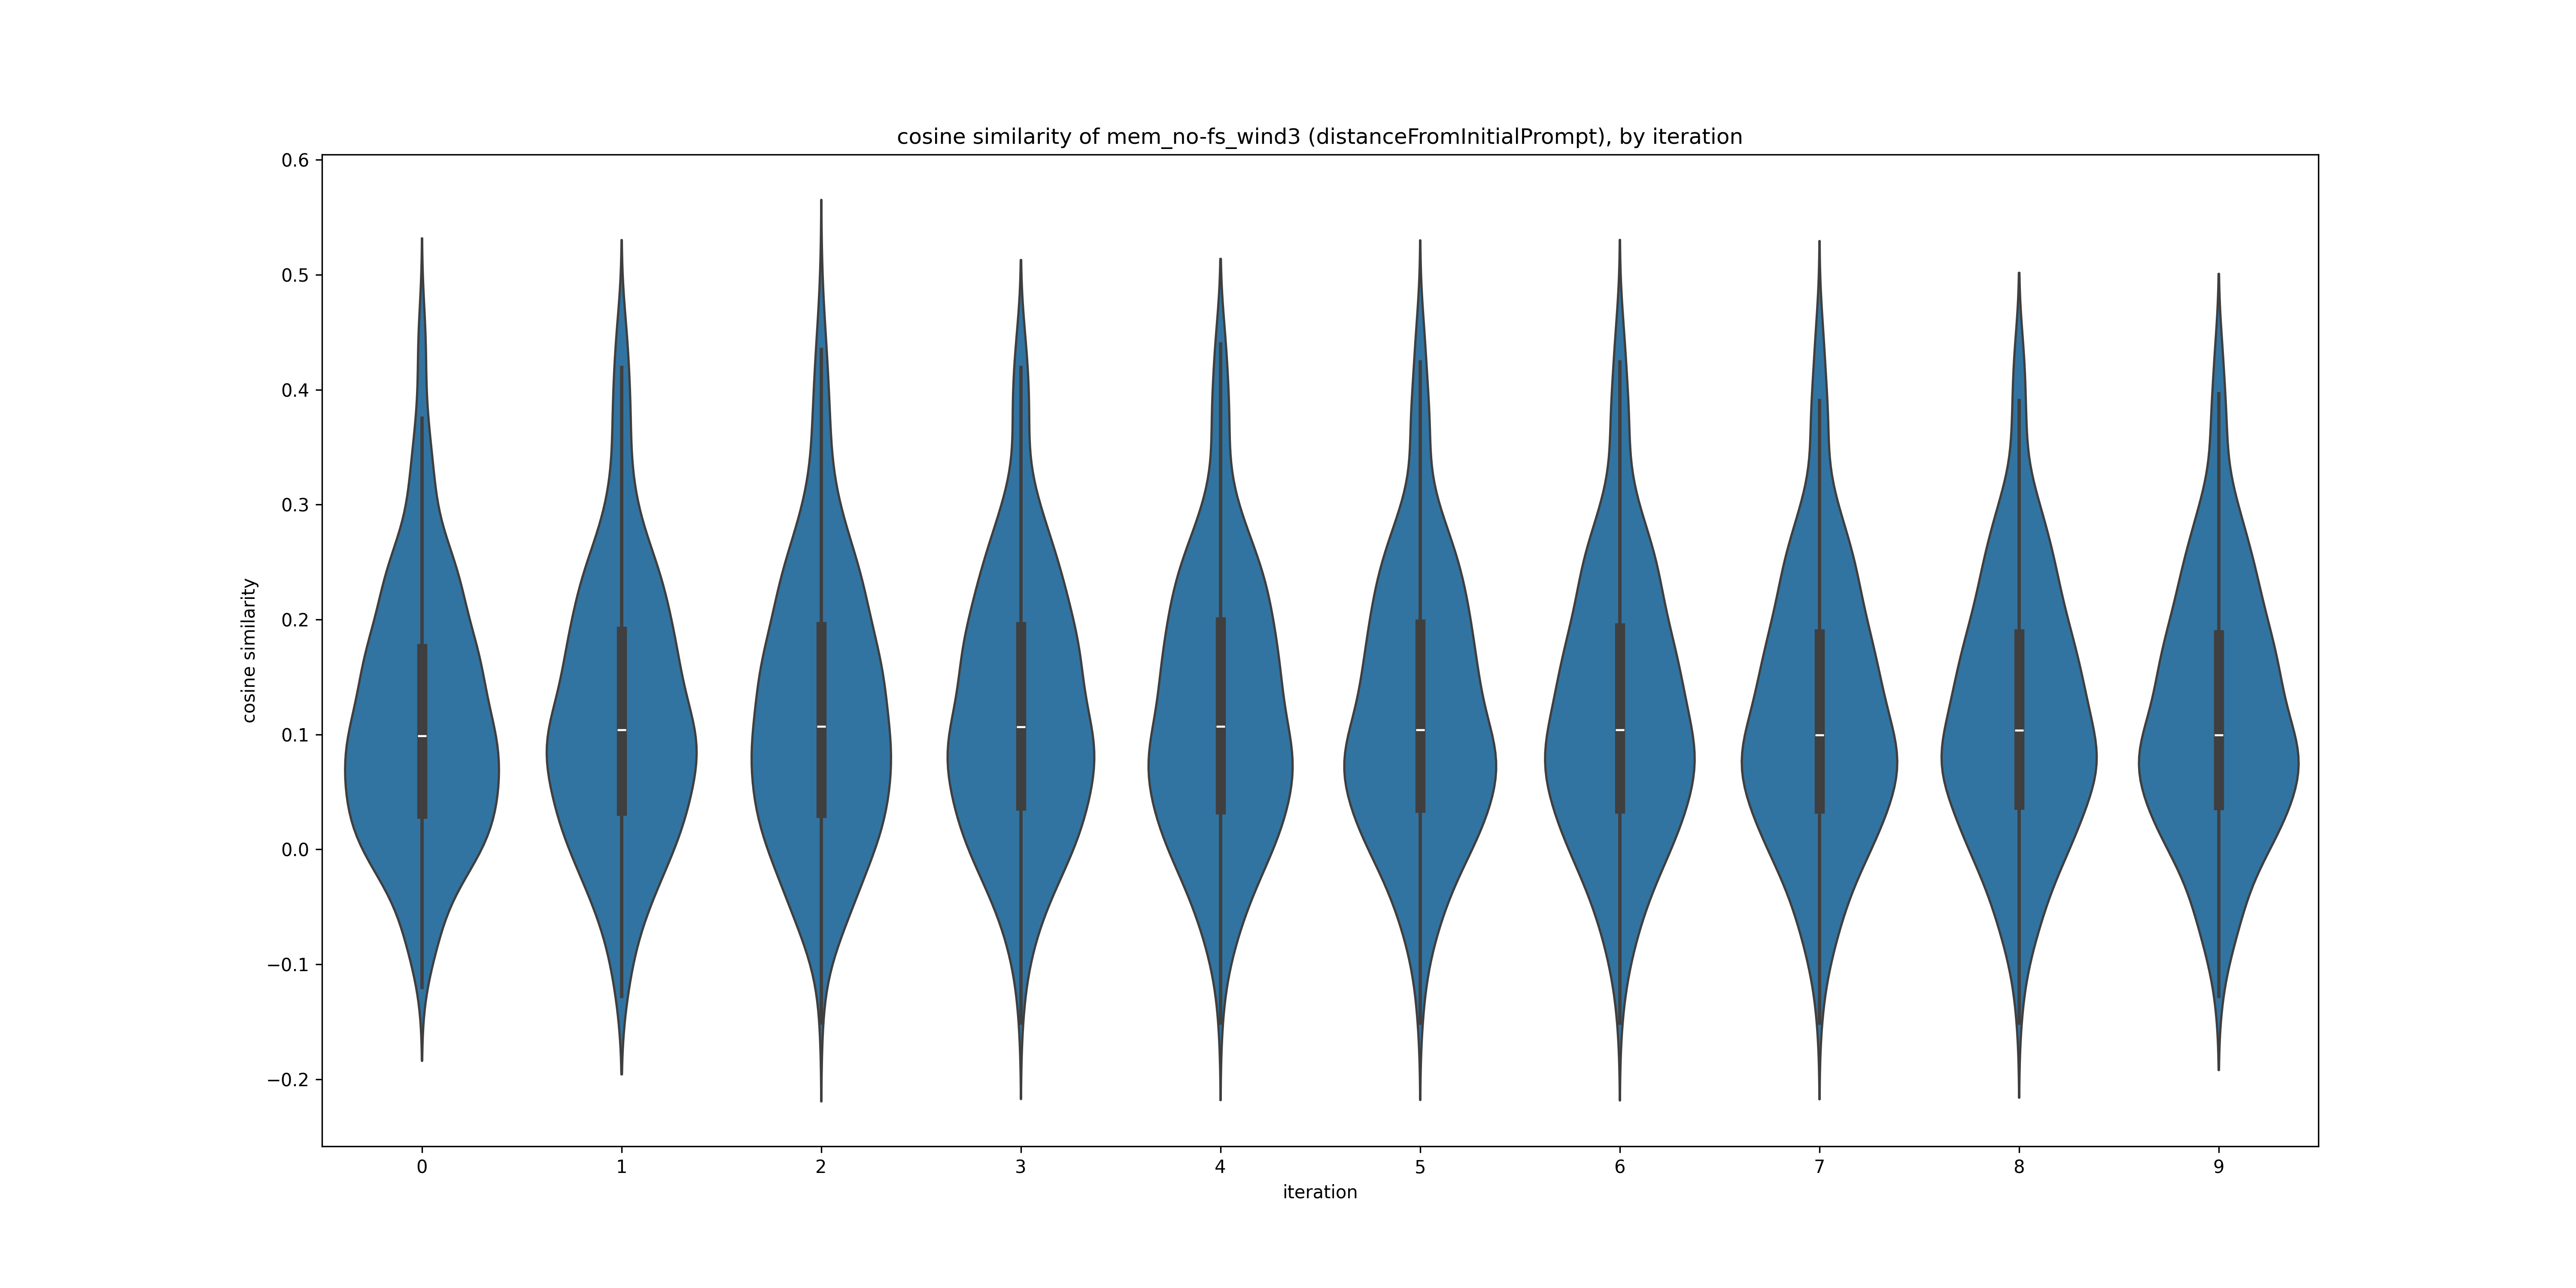 cosine similarity of mem_no-fs_wind3 (distanceFromInitialPrompt), by iteration
0.6
0.5
0.4
0.3
0.2
0.1
0.0
−0.1
−0.2
cosine similarity
0 1 2 3 4 5 6 7 8 9
iteration